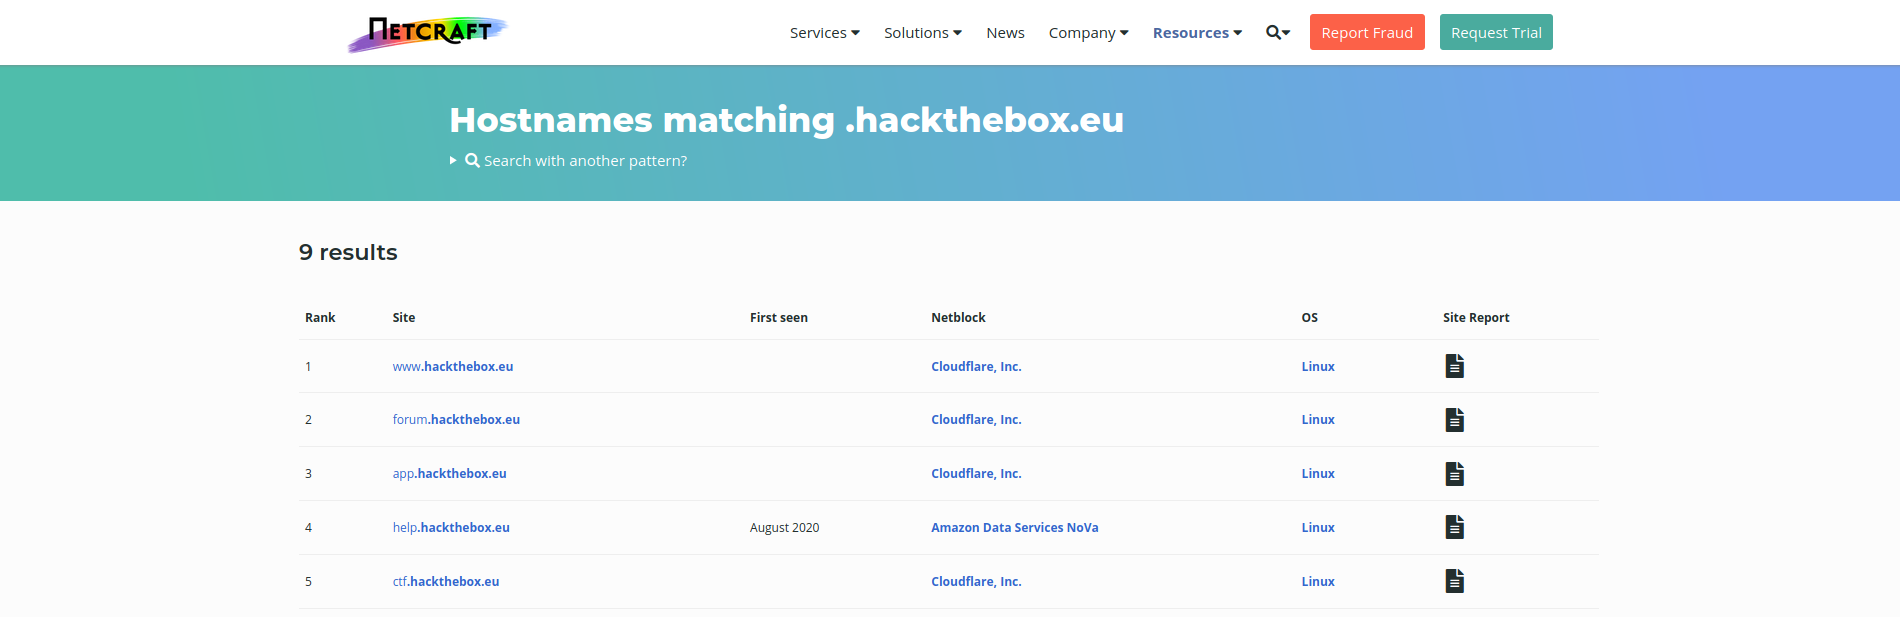 NETCRAFT Services Solutions News Company Resources Report Fraud Request Trial
Hostnames matching .hackthebox.eu
Search with another pattern?
9 results
Rank Site First seen Netblock OS Site Report
1 www.hackthebox.eu Cloudflare, Inc. Linux
2 forum.hackthebox.eu Cloudflare, Inc. Linux
3 app.hackthebox.eu Cloudflare, Inc. Linux
4 help.hackthebox.eu August 2020 Amazon Data Services NoVa Linux
5 ctf.hackthebox.eu Cloudflare, Inc. Linux